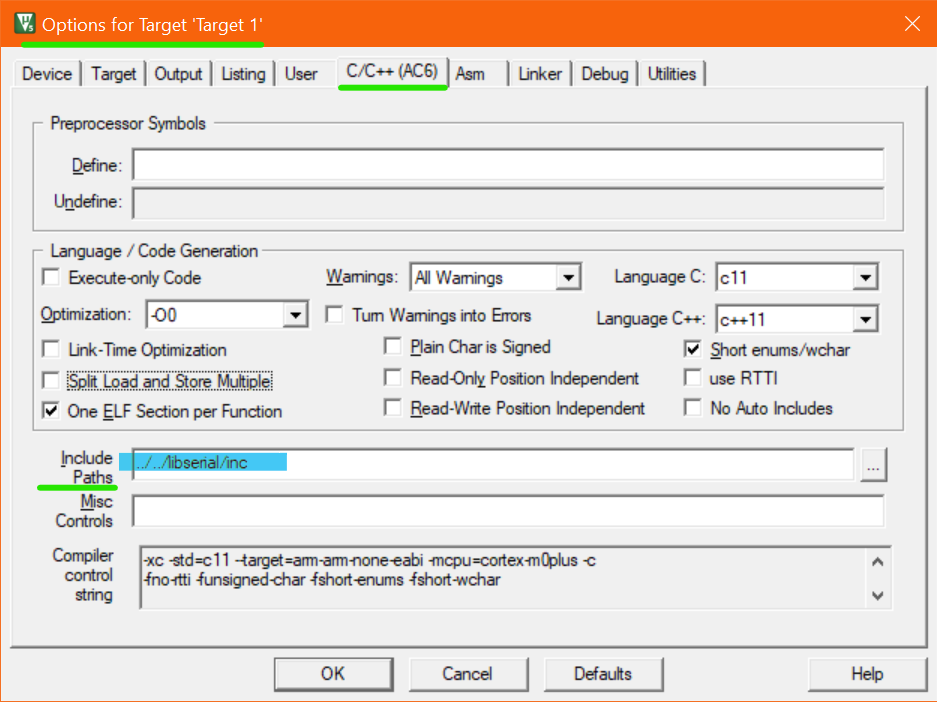 Options for Target 'Target 1'
Device Target Output Listing User C/C++ (AC6) Asm Linker Debug Utilities
Preprocessor Symbols
Define:
Undefine:
Language / Code Generation
Execute-only Code Warnings: All Warnings Language C: c11
Optimization: -O0 Turn Warnings into Errors Language C++: c++11
Link-Time Optimization Plain Char is Signed Short enums/wchar
Split Load and Store Multiple Read-Only Position Independent use RTTI
One ELF Section per Function Read-Write Position Independent No Auto Includes
Include
Paths
../../libserial/inc
...
Misc
Controls
Compiler
control
string
-xc -std=c11 --target=arm-arm-none-eabi -mcpu=cortex-m0plus -c
-fno-rtti -funsigned-char -fshort-enums -fshort-wchar
OK Cancel Defaults Help